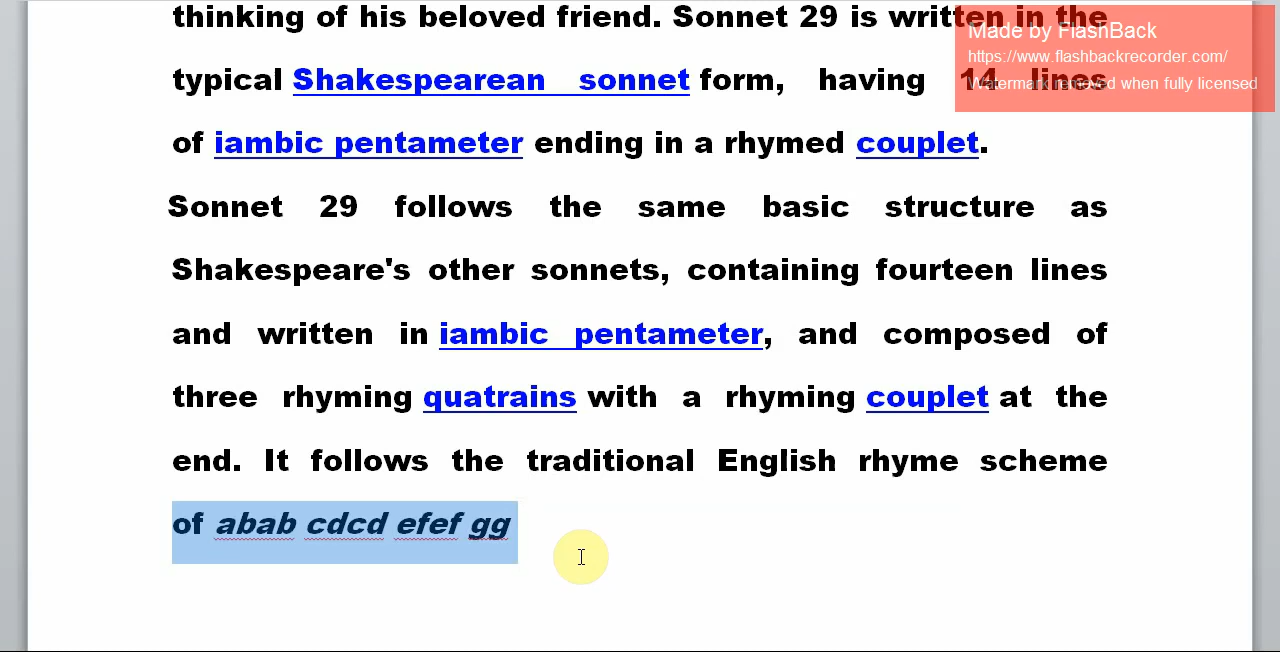 thinking of his beloved friend. Sonnet 29 is written in the
typical Shakespearean sonnet form, having 14 lines
of iambic pentameter ending in a rhymed couplet.
Sonnet 29 follows the same basic structure as
Shakespeare's other sonnets, containing fourteen lines
and written in iambic pentameter, and composed of
three rhyming quatrains with a rhyming couplet at the
end. It follows the traditional English rhyme scheme
of abab cdcd efef gg
Made by FlashBack
https://www.flashbackrecorder.com/
Watermark removed when fully licensed